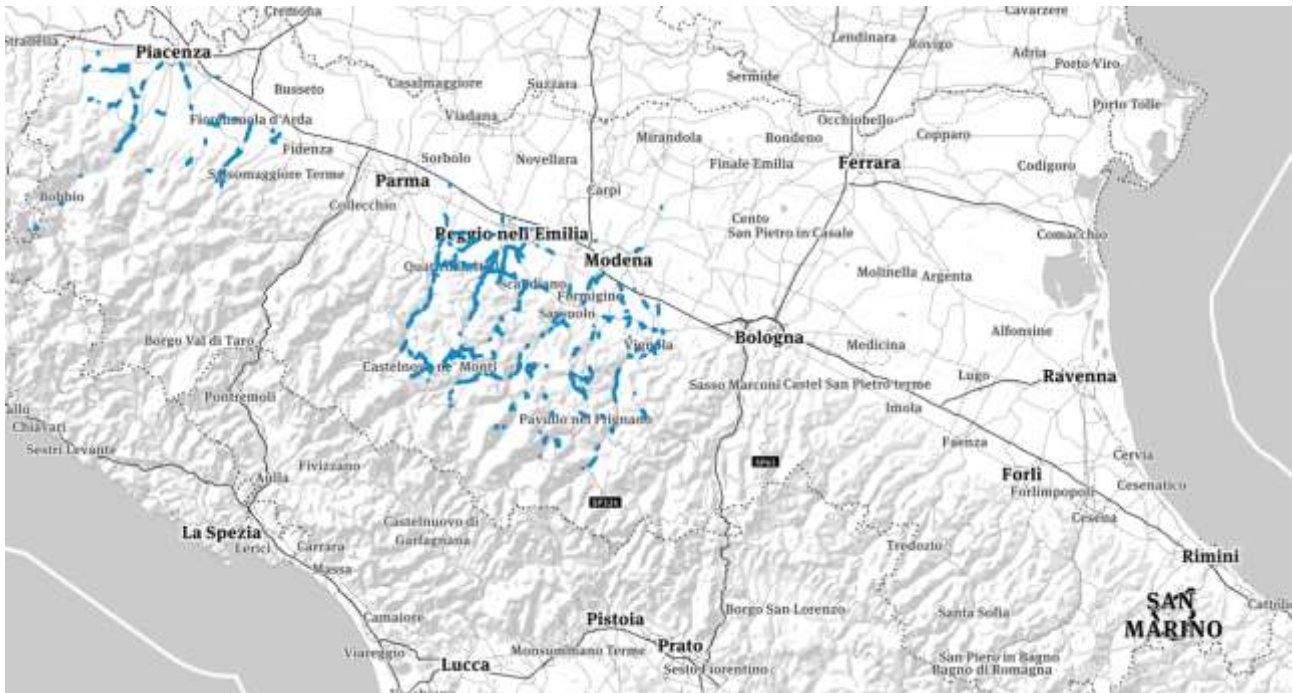 Cremona
Cavarzere
Stradella
Lendinara
Rovigo
Piacenza
Adria
Porto Viro
Casalmaggiore
Suzzara
Sermide
Busseto
Porto Tolle
Viadana
Occhiobello
Fiorenzuola d'Arda
Mirandola
Bondeno
Copparo
Fidenza
Sorbolo
Novellara
Finale Emilia
Ferrara
Codigoro
Salsomaggiore Terme
Parma
Carpi
Bobbio
Collecchio
Cento
San Pietro in Casale
Reggio nell'Emilia
Comacchio
Modena
Quattro Castella
Molinella
Argenta
Scandiano
Formigine
Sassuolo
Alfonsine
Borgo Val di Taro
Vignola
Bologna
Medicina
Castelnovo ne' Monti
Lugo
Ravenna
Sasso Marconi
Castel San Pietro terme
Pontremoli
Imola
Pavullo nel Frignano
Chiavari
Faenza
Sestri Levante
Cervia
Fivizzano
SP61
Forlì
Aulla
Cesenatico
Forlimpopoli
SP324
Cesena
Castelnuovo di
Garfagnana
La Spezia
Lerici
Carrara
Tredozio
Rimini
Massa
SAN
MARINO
Camaiore
Pistoia
Borgo San Lorenzo
Santa Sofia
Viareggio
Monsummano Terme
Prato
San Piero in Bagno
Lucca
Sesto Fiorentino
Bagno di Romagna